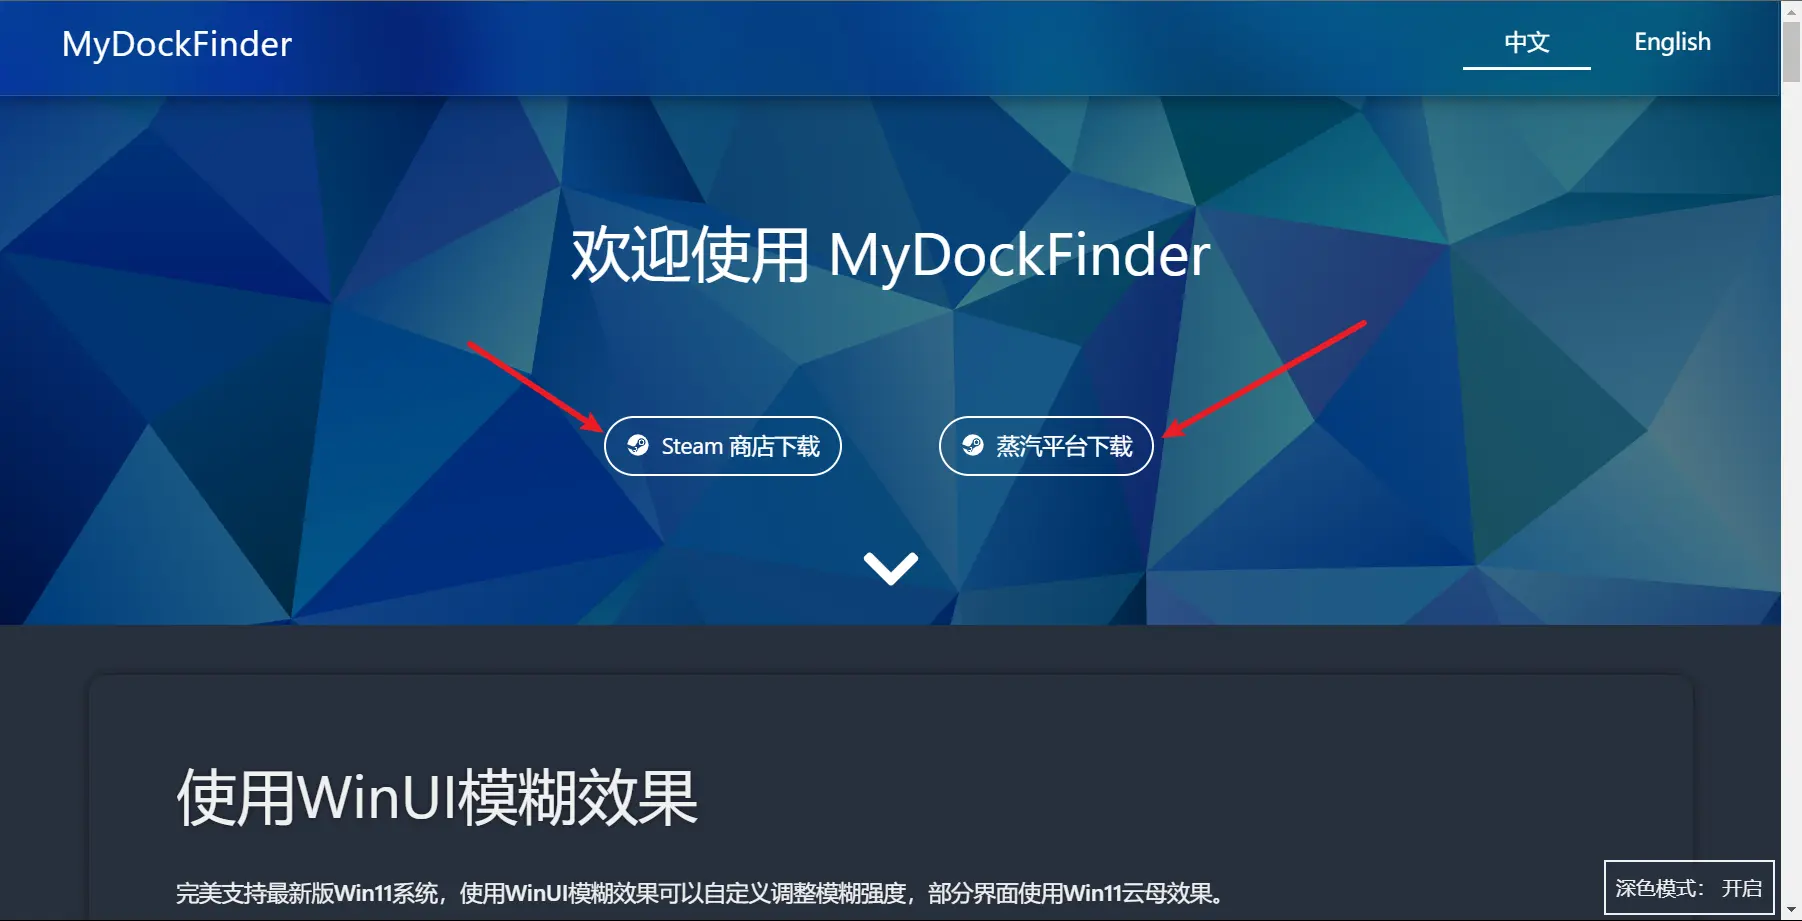 MyDockFinder
中文
English
欢迎使用 MyDockFinder
Steam 商店下载
蒸汽平台下载
使用WinUI模糊效果
完美支持最新版Win11系统，使用WinUI模糊效果可以自定义调整模糊强度，部分界面使用Win11云母效果。
深色模式： 开启